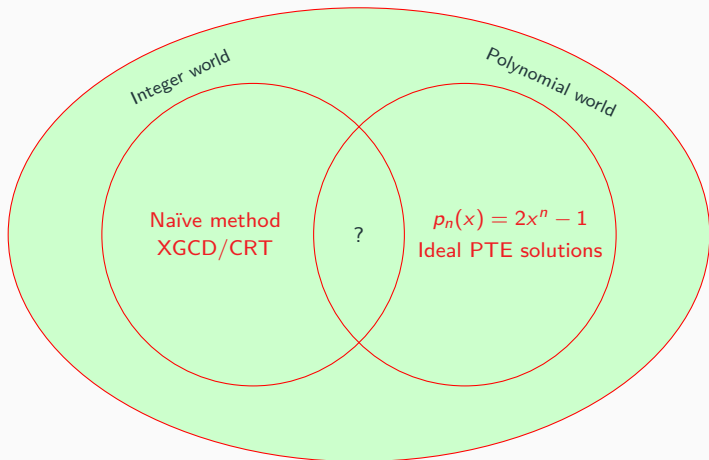 Integer world
Polynomial world
Naïve method
XGCD/CRT
?
pₙ(x) = 2xⁿ − 1
Ideal PTE solutions